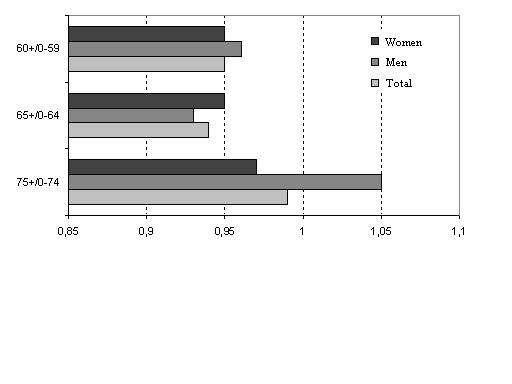 60+/0-59
Women
Men
Total
65+/0-64
75+/0-74
0,85 0,9 0,95 1 1,05 1,1